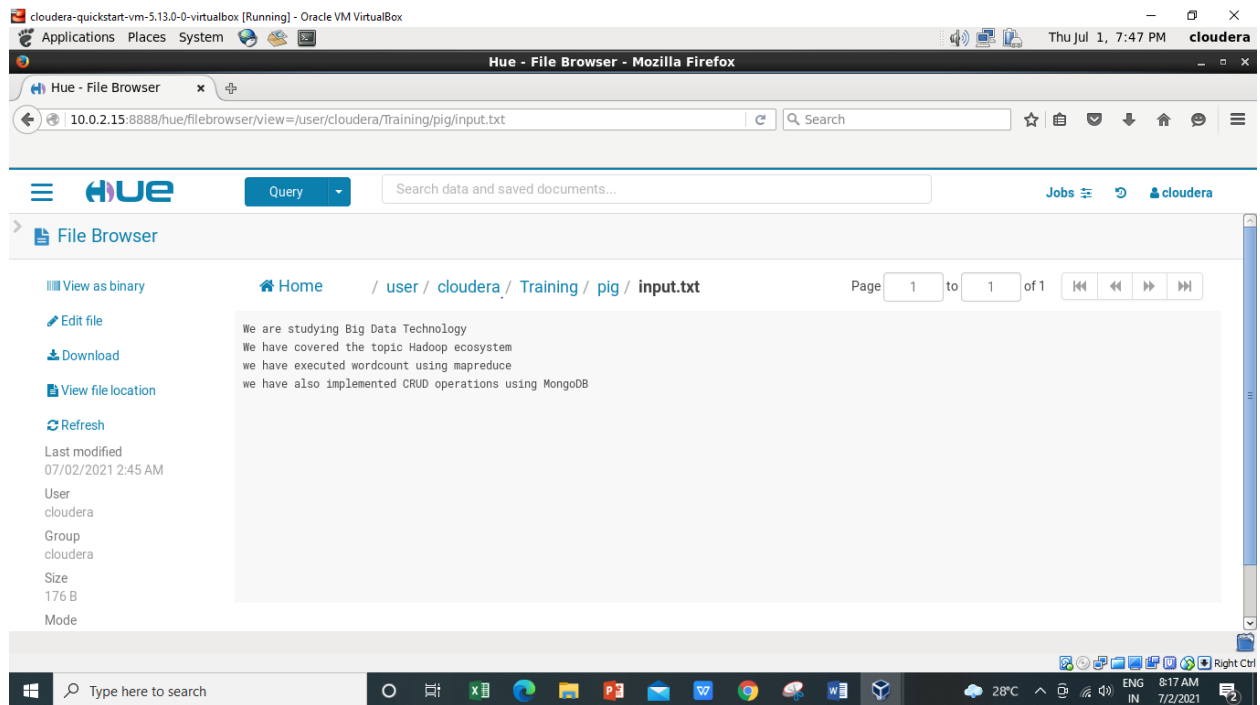 cloudera-quickstart-vm-5.13.0-0-virtualbox [Running] - Oracle VM VirtualBox
Applications Places System Thu Jul 1, 7:47 PM cloudera
Hue - File Browser - Mozilla Firefox
Hue - File Browser
10.0.2.15:8888/hue/filebrowser/view=/user/cloudera/Training/pig/input.txt Search
HUE Query Search data and saved documents... Jobs cloudera
File Browser
View as binary
Home / user / cloudera / Training / pig / input.txt Page 1 to 1 of 1
Edit file
Download
View file location
Refresh
Last modified
07/02/2021 2:45 AM
User
cloudera
Group
cloudera
Size
176 B
Mode
We are studying Big Data Technology
We have covered the topic Hadoop ecosystem
we have executed wordcount using mapreduce
we have also implemented CRUD operations using MongoDB
Right Ctrl
Type here to search 28°C ENG 8:17 AM
IN 7/2/2021 2